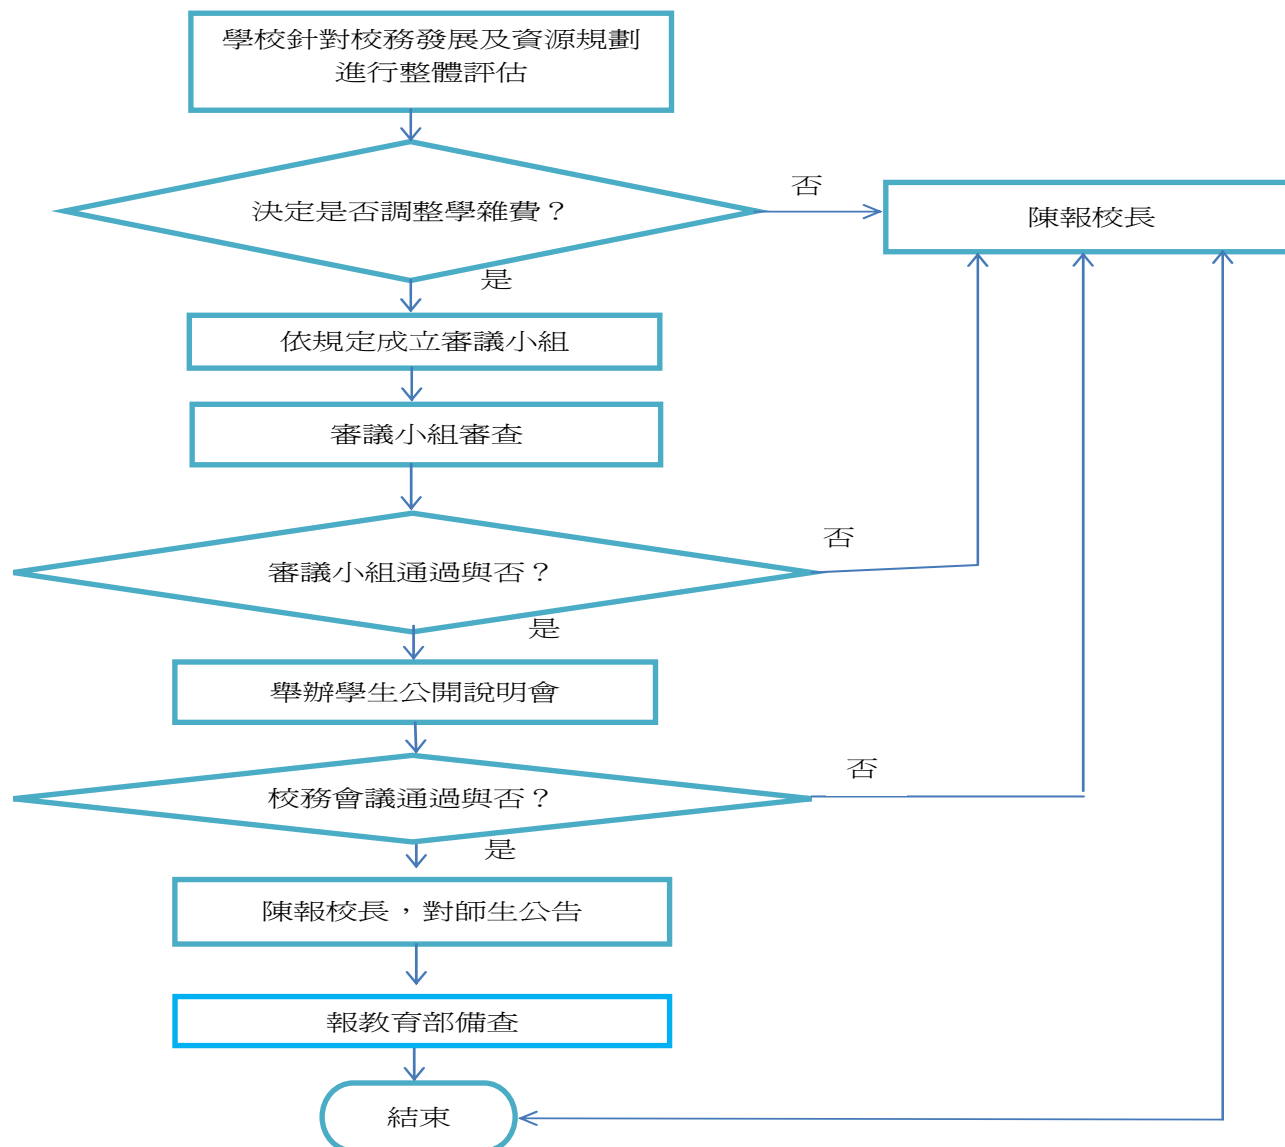 學校針對校務發展及資源規劃
進行整體評估
否
決定是否調整學雜費？
陳報校長
是
依規定成立審議小組
審議小組審查
否
審議小組通過與否？
是
舉辦學生公開說明會
否
校務會議通過與否？
是
陳報校長，對師生公告
報教育部備查
結束